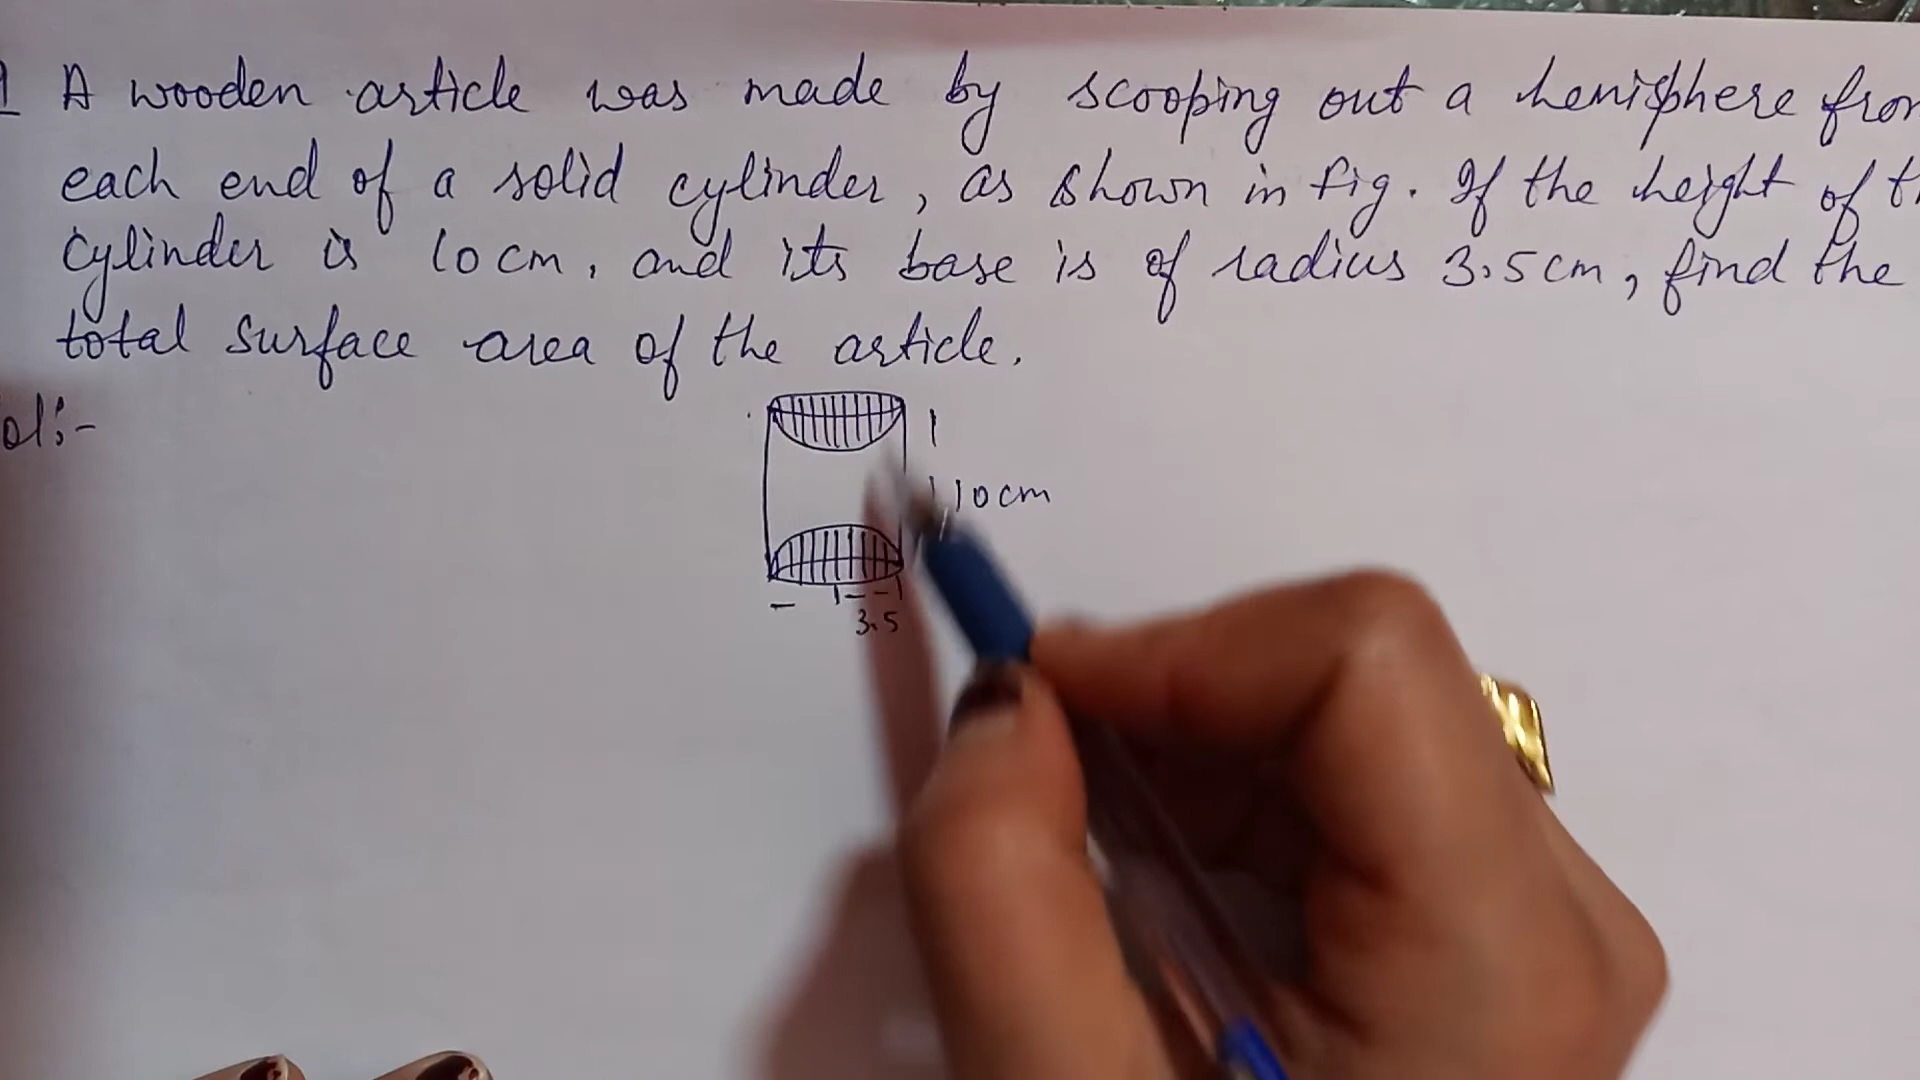 A wooden article was made by scooping out a hemisphere from
each end of a solid cylinder, as shown in fig. If the height of th
cylinder is 10 cm, and its base is of radius 3.5 cm, find the
total surface area of the article.
ol:-
10 cm
3.5